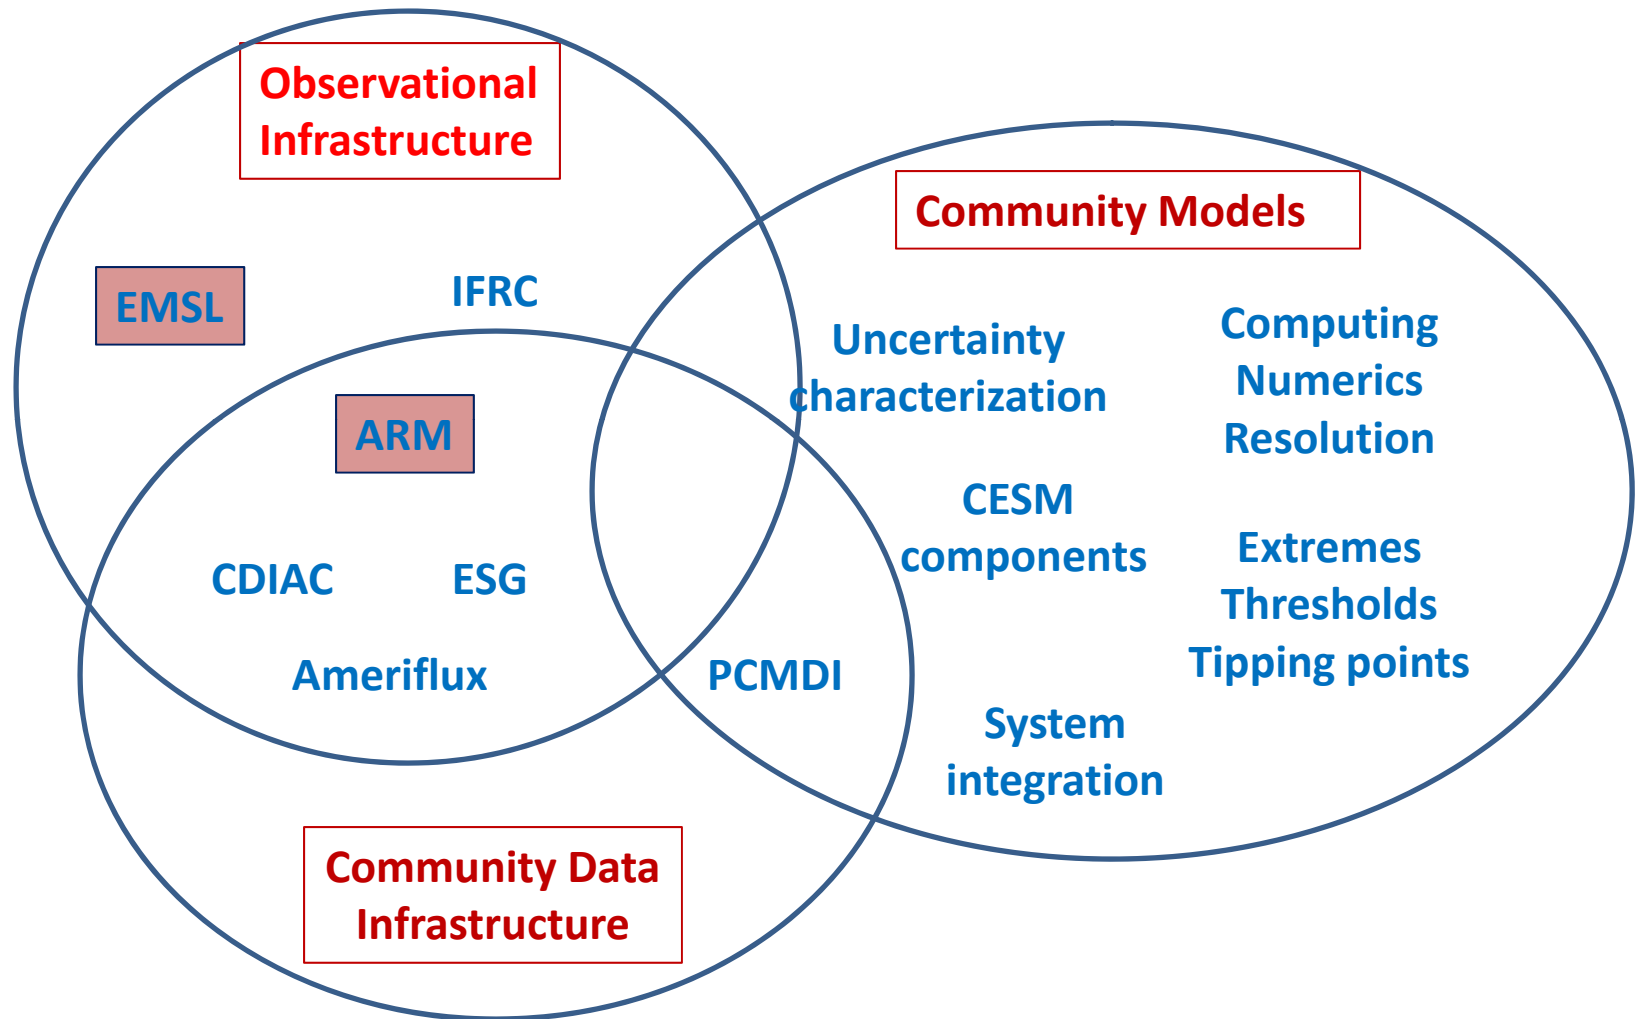 Observational
Infrastructure
Community Models
EMSL
IFRC
Uncertainty
characterization
Computing
Numerics
Resolution
ARM
CESM
components
Extremes
Thresholds
Tipping points
CDIAC
ESG
Ameriflux
PCMDI
System
integration
Community Data
Infrastructure